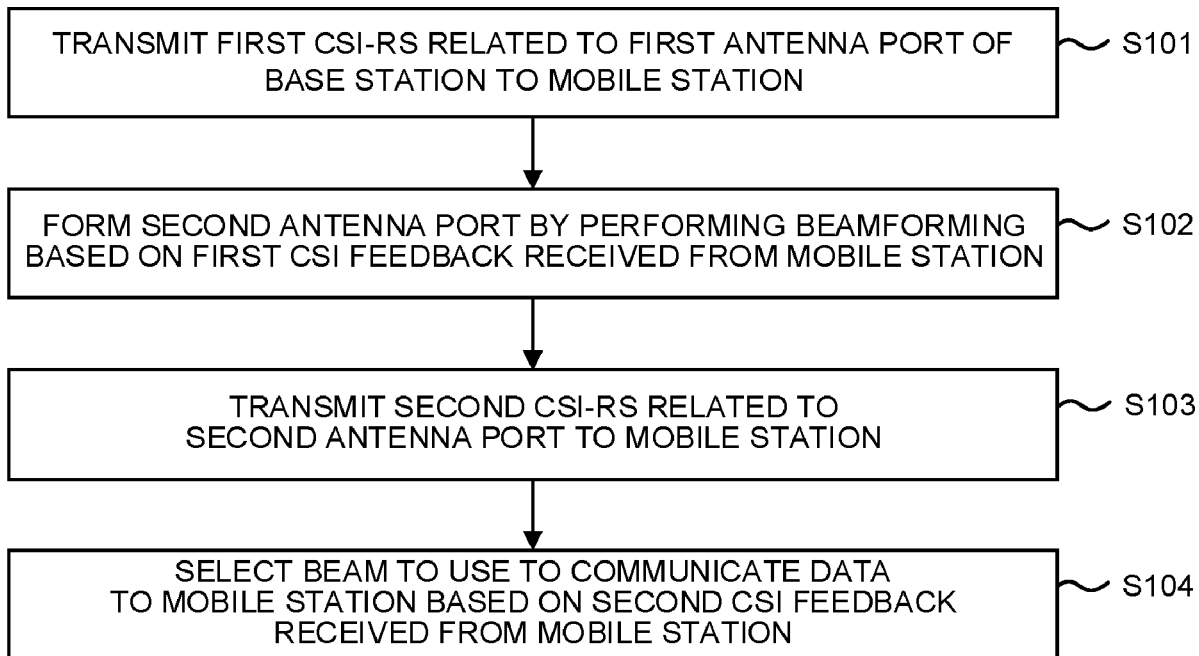 TRANSMIT FIRST CSI-RS RELATED TO FIRST ANTENNA PORT OF
BASE STATION TO MOBILE STATION
S101
FORM SECOND ANTENNA PORT BY PERFORMING BEAMFORMING
BASED ON FIRST CSI FEEDBACK RECEIVED FROM MOBILE STATION
S102
TRANSMIT SECOND CSI-RS RELATED TO
SECOND ANTENNA PORT TO MOBILE STATION
S103
SELECT BEAM TO USE TO COMMUNICATE DATA
TO MOBILE STATION BASED ON SECOND CSI FEEDBACK
RECEIVED FROM MOBILE STATION
S104